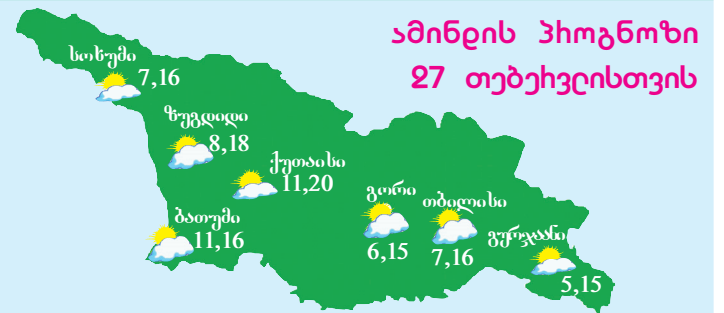 ამინდის პროგნოზი
27 თებერვლისთვის
სოხუმი
7,16
ზუგდიდი
8,18
ქუთაისი
11,20
ბათუმი
11,16
გორი
6,15
თბილისი
7,16
გურჯაანი
5,15